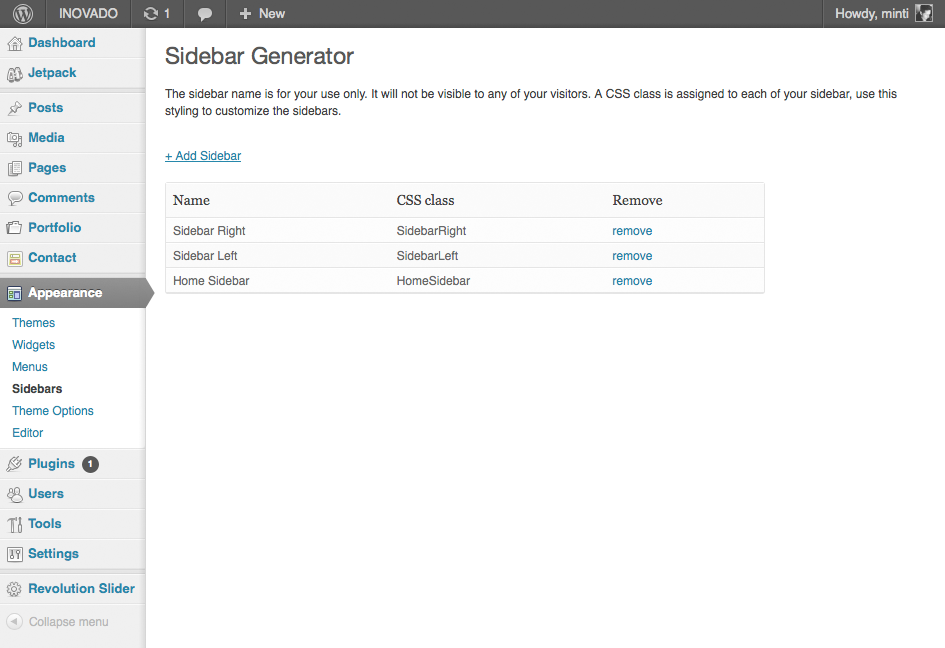 INOVADO 1 New Howdy, minti
Dashboard
Jetpack
Posts
Media
Pages
Comments
Portfolio
Contact
Appearance
Themes
Widgets
Menus
Sidebars
Theme Options
Editor
Plugins 1
Users
Tools
Settings
Revolution Slider
Collapse menu
Sidebar Generator
The sidebar name is for your use only. It will not be visible to any of your visitors. A CSS class is assigned to each of your sidebar, use this
styling to customize the sidebars.
+ Add Sidebar
Name CSS class Remove
Sidebar Right SidebarRight remove
Sidebar Left SidebarLeft remove
Home Sidebar HomeSidebar remove